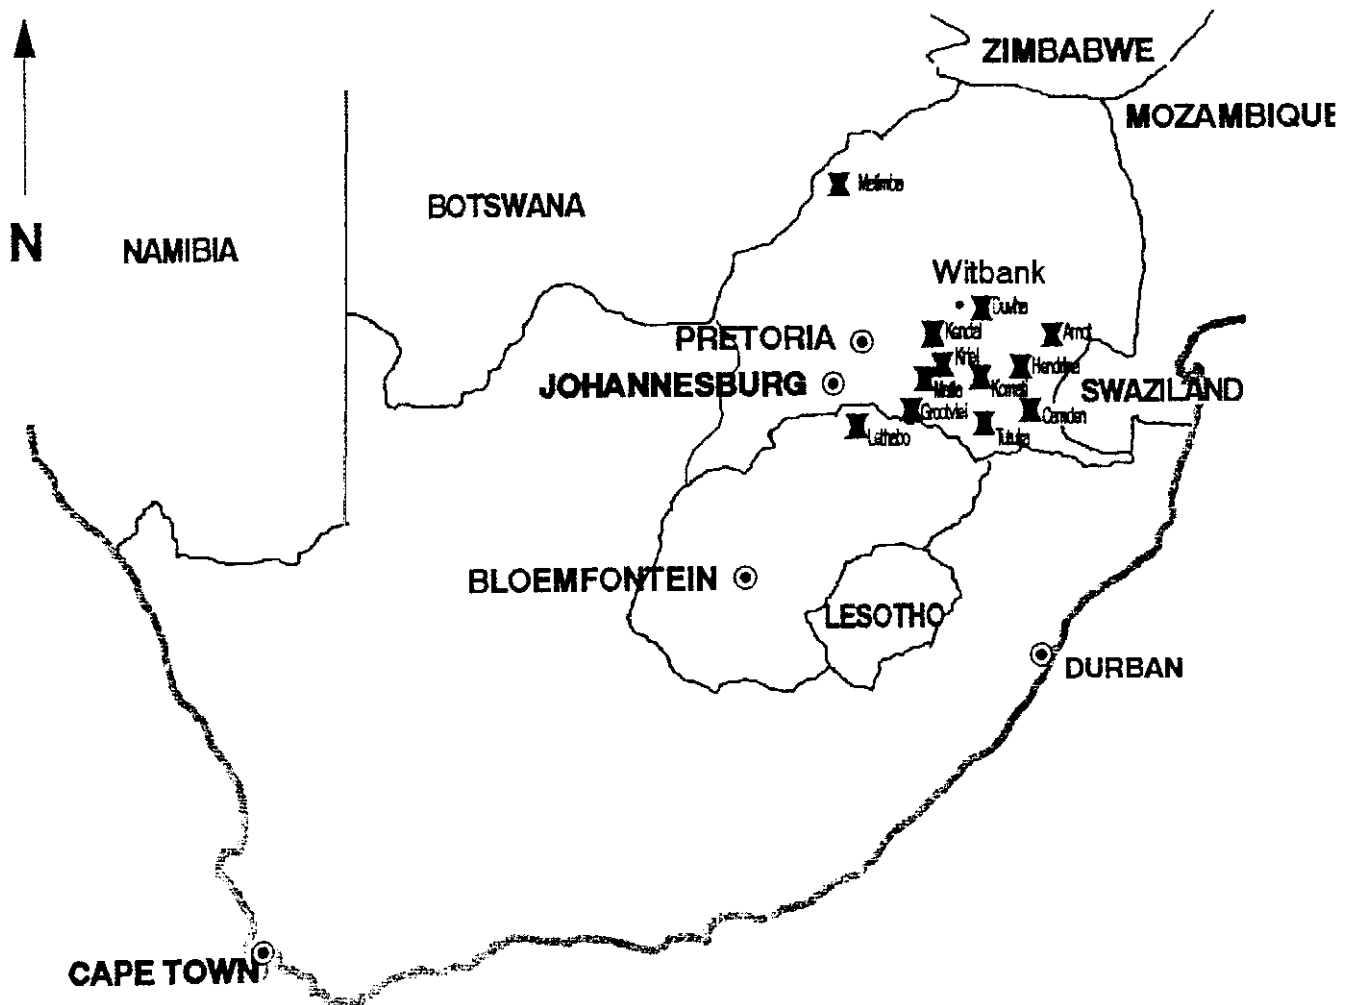 ZIMBABWE
MOZAMBIQUE
Matimba
BOTSWANA
N
NAMIBIA
Witbank
Duvha
PRETORIA
Kendal
Arnot
Kriel
Hendrina
JOHANNESBURG
Matla
Komati
SWAZILAND
Grootvlei
Camden
Lethabo
Tutuka
BLOEMFONTEIN
LESOTHO
DURBAN
CAPE TOWN